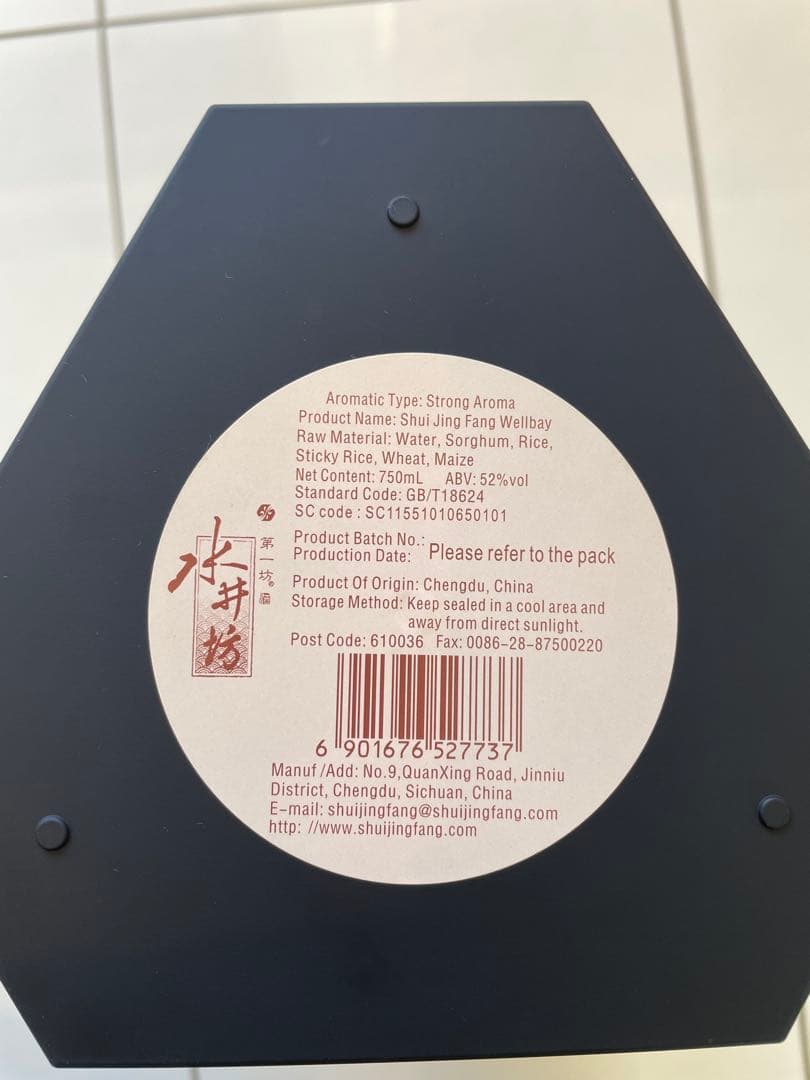 Aromatic Type: Strong Aroma
Product Name: Shui Jing Fang Wellbay
Raw Material: Water, Sorghum, Rice,
Sticky Rice, Wheat, Maize
Net Content: 750mL ABV: 52%vol
Standard Code: GB/T18624
SC code : SC11551010650101
Product Batch No.:
Production Date: Please refer to the pack
Product Of Origin: Chengdu, China
Storage Method: Keep sealed in a cool area and
away from direct sunlight.
Post Code: 610036 Fax: 0086-28-87500220
水井坊
第一坊®
6 901676 527737
Manuf /Add: No.9,QuanXing Road, Jinniu
District, Chengdu, Sichuan, China
E-mail: shuijingfang@shuijingfang.com
http: //www.shuijingfang.com